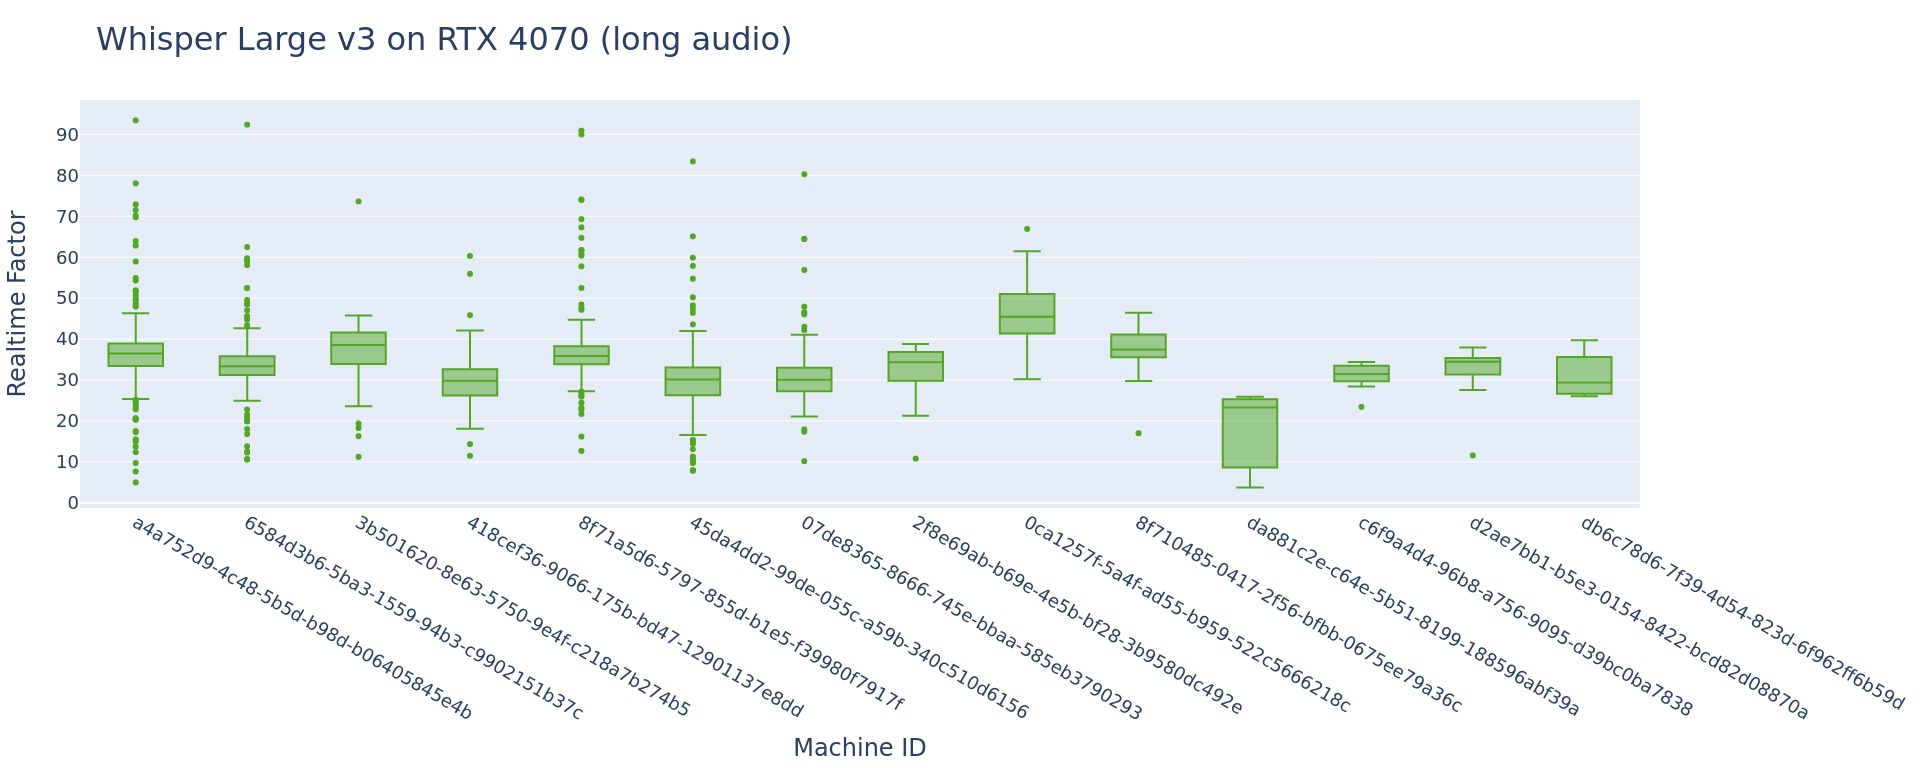 Whisper Large v3 on RTX 4070 (long audio)
Realtime Factor
90
80
70
60
50
40
30
20
10
0
a4a752d9-4c48-5b5d-b98d-b06405845e4b
6584d3b6-5ba3-1559-94b3-c9902151b37c
3b501620-8e63-5750-9e4f-c218a7b274b5
418cef36-9066-175b-bd47-12901137e8dd
8f71a5d6-5797-855d-b1e5-f39980f7917f
45da4dd2-99de-055c-a59b-340c510d6156
07de8365-8666-745e-bbaa-585eb3790293
2f8e69ab-b69e-4e5b-bf28-3b9580dc492e
0ca1257f-5a4f-ad55-b959-522c5666218c
8f710485-0417-2f56-bfbb-0675ee79a36c
da881c2e-c64e-5b51-8199-188596abf39a
c6f9a4d4-96b8-a756-9095-d39bc0ba7838
d2ae7bb1-b5e3-0154-8422-bcd82d08870a
db6c78d6-7f39-4d54-823d-6f962ff6b59d
Machine ID